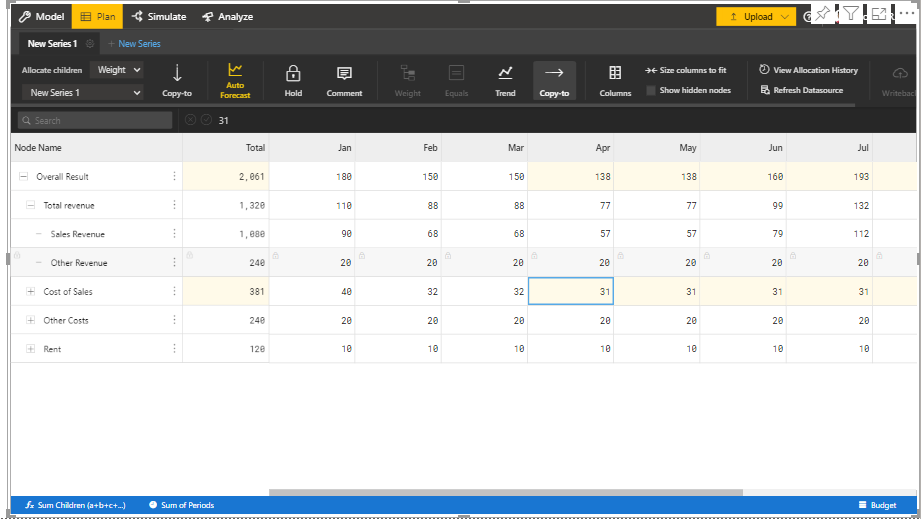 Model Plan Simulate Analyze Upload
New Series 1 + New Series
Allocate children Weight
New Series 1
Copy-to
Auto
Forecast
Hold Comment Weight Equals Trend Copy-to Columns
Size columns to fit
Show hidden nodes
View Allocation History
Refresh Datasource
Writeback
Search 31
Node Name Total Jan Feb Mar Apr May Jun Jul
Overall Result 2,061 180 150 150 138 138 160 193
Total revenue 1,320 110 88 88 77 77 99 132
Sales Revenue 1,080 90 68 68 57 57 79 112
Other Revenue 240 20 20 20 20 20 20 20
Cost of Sales 381 40 32 32 31 31 31 31
Other Costs 240 20 20 20 20 20 20 20
Rent 120 10 10 10 10 10 10 10
fx Sum Children (a+b+c+...) Sum of Periods Budget